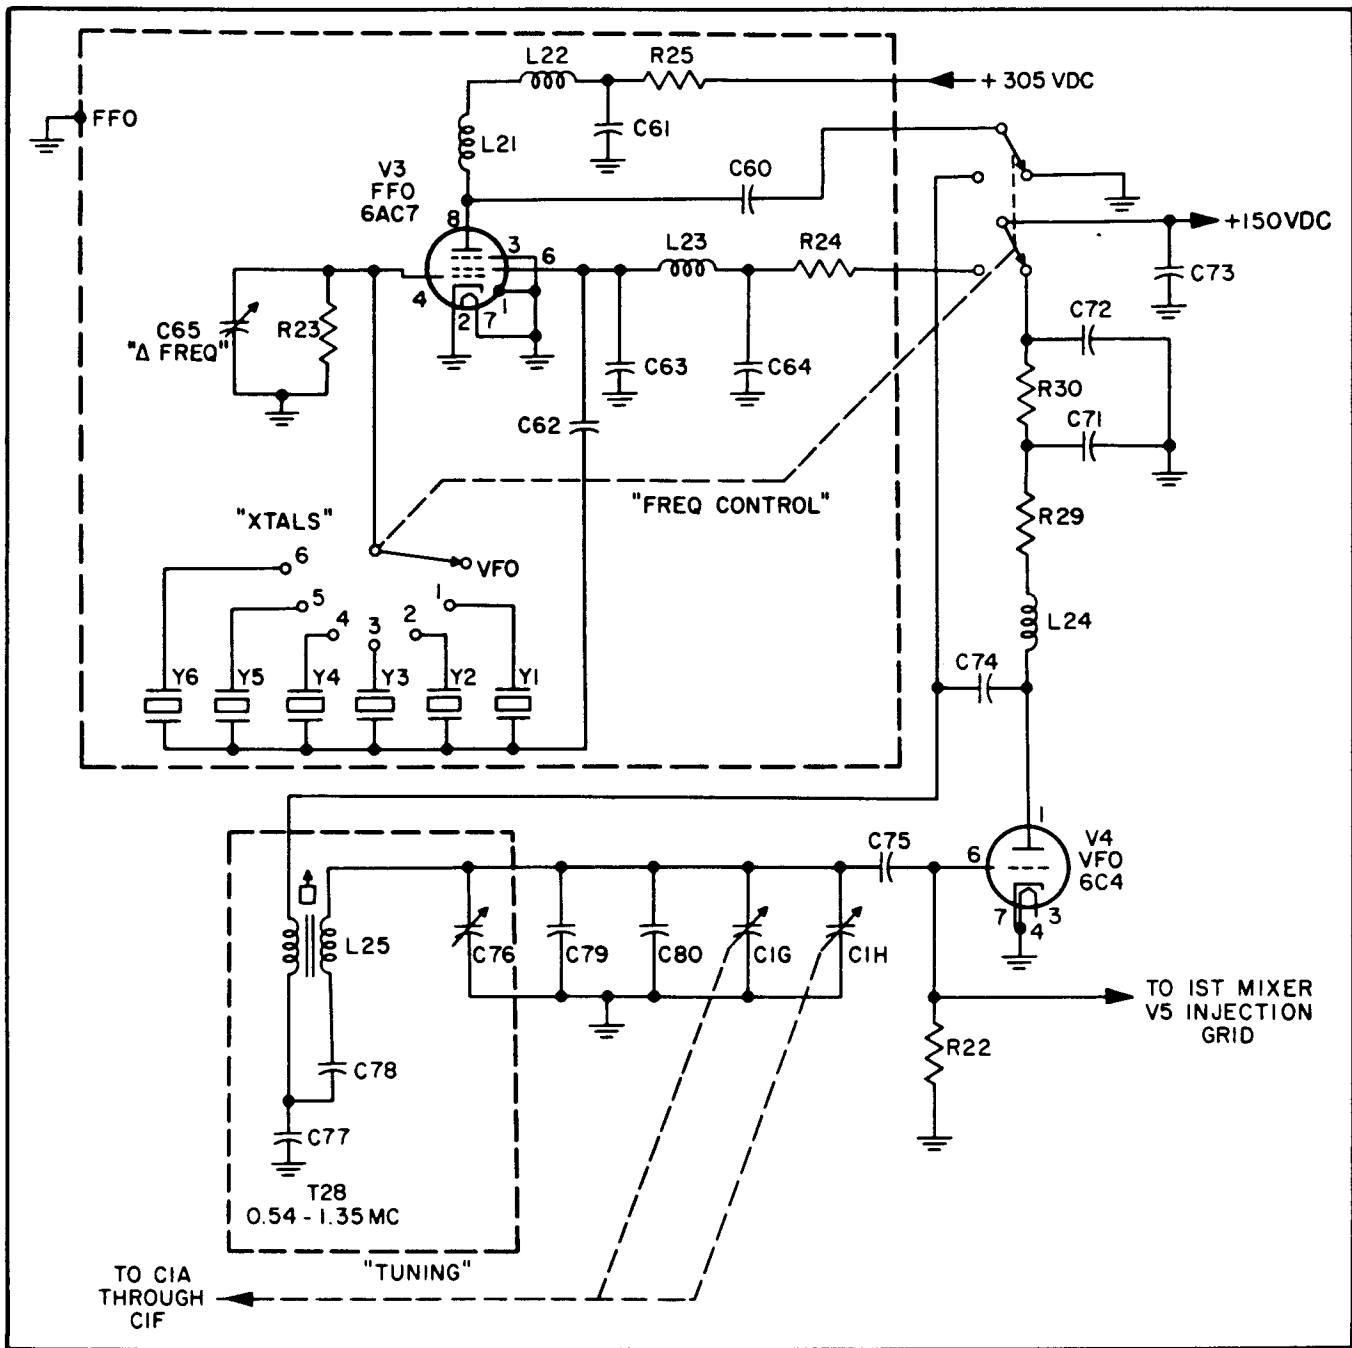 L22
R25
+ 305 VDC
FFO
C61
L21
V3
FFO
6AC7
C60
8
3
6
L23
R24
+150VDC
4
2
7
1
C73
C65
"Δ FREQ"
R23
C63
C64
C72
R30
C62
C71
"FREQ CONTROL"
R29
"XTALS"
6
VFO
5
4
3
2
1
L24
C74
Y6
Y5
Y4
Y3
Y2
Y1
1
V4
VFO
6C4
C75
6
7
3
4
L25
C76
C79
C80
C1G
C1H
TO 1ST MIXER
V5 INJECTION
GRID
R22
C78
C77
T28
0.54 - 1.35 MC
"TUNING"
TO C1A
THROUGH
C1F